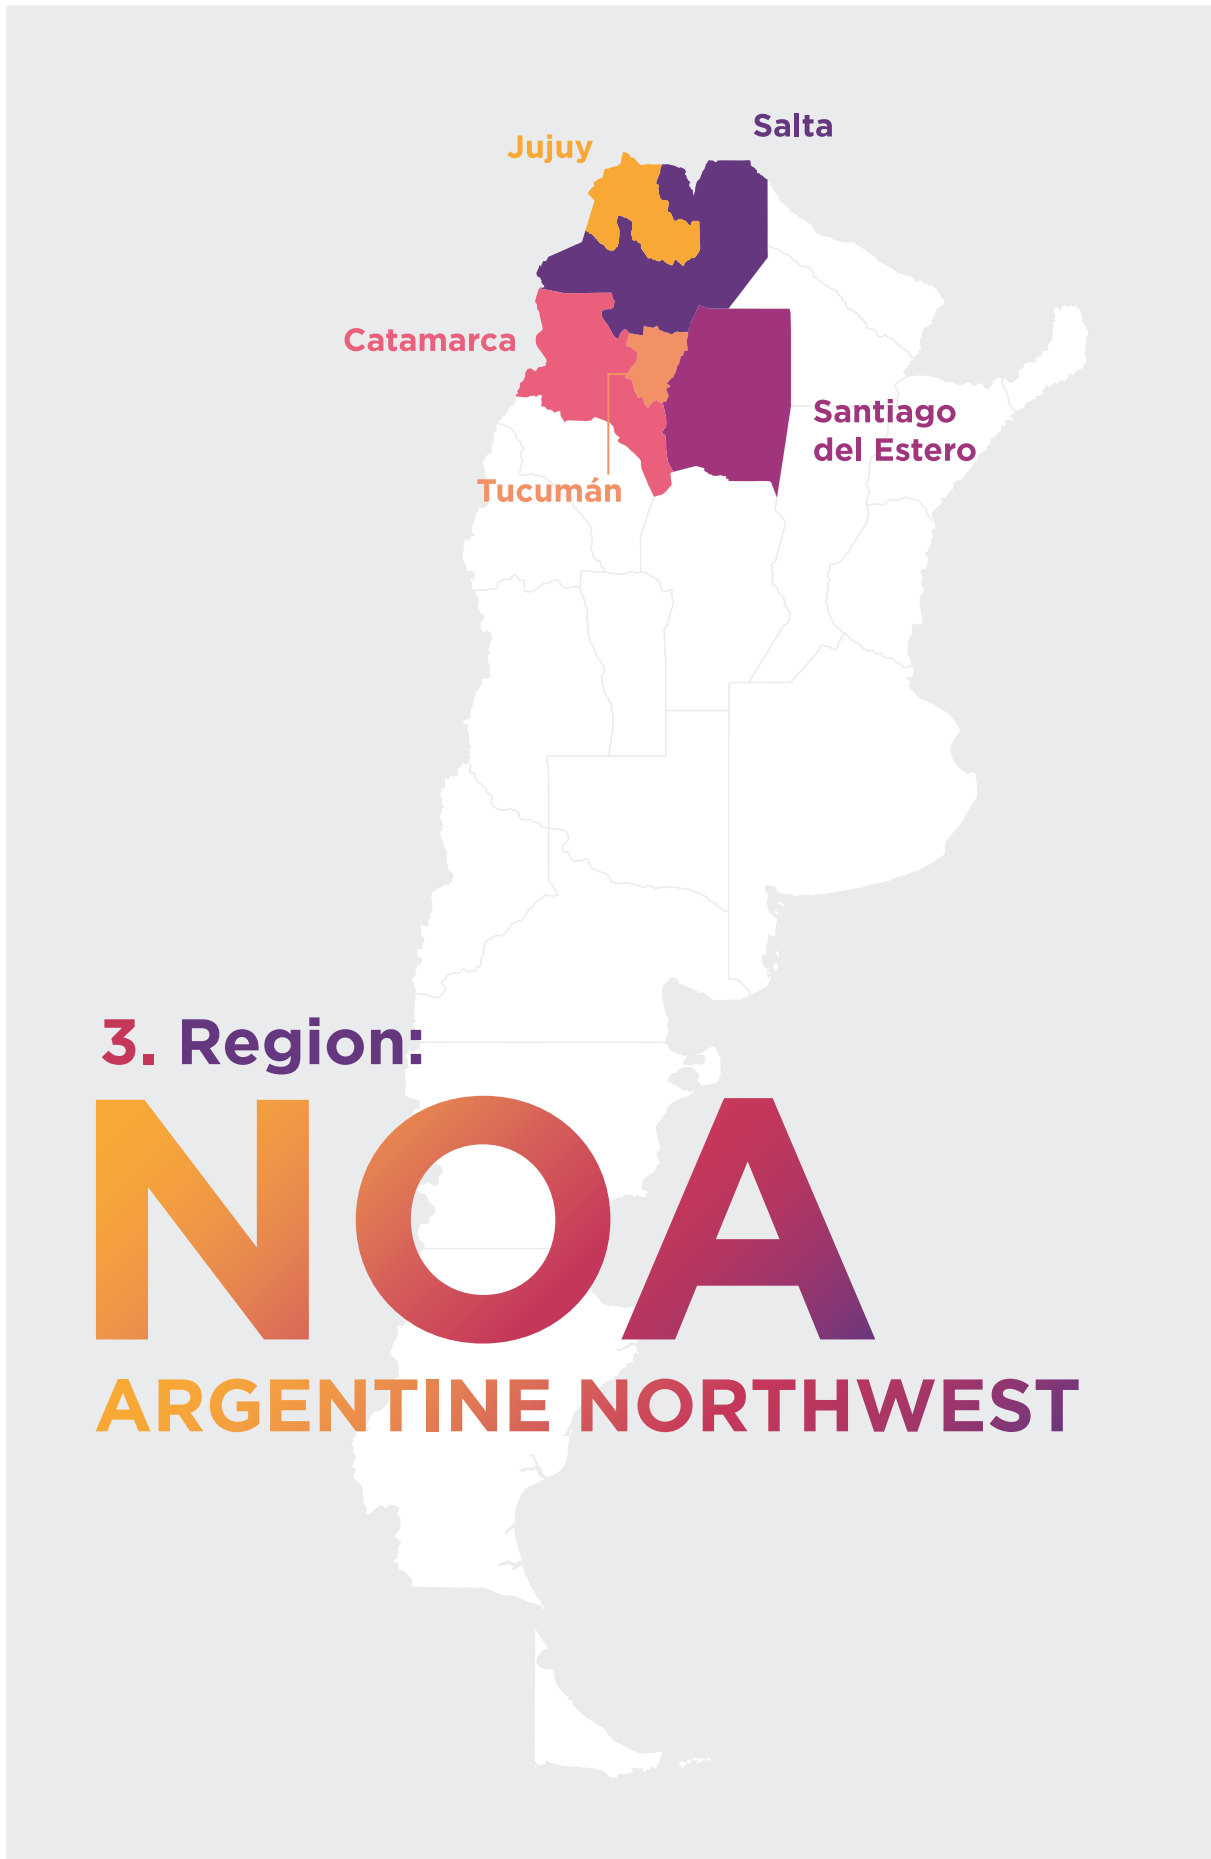 Salta
Jujuy
Catamarca
Santiago
del Estero
Tucumán
3. Region:
NOA
ARGENTINE NORTHWEST